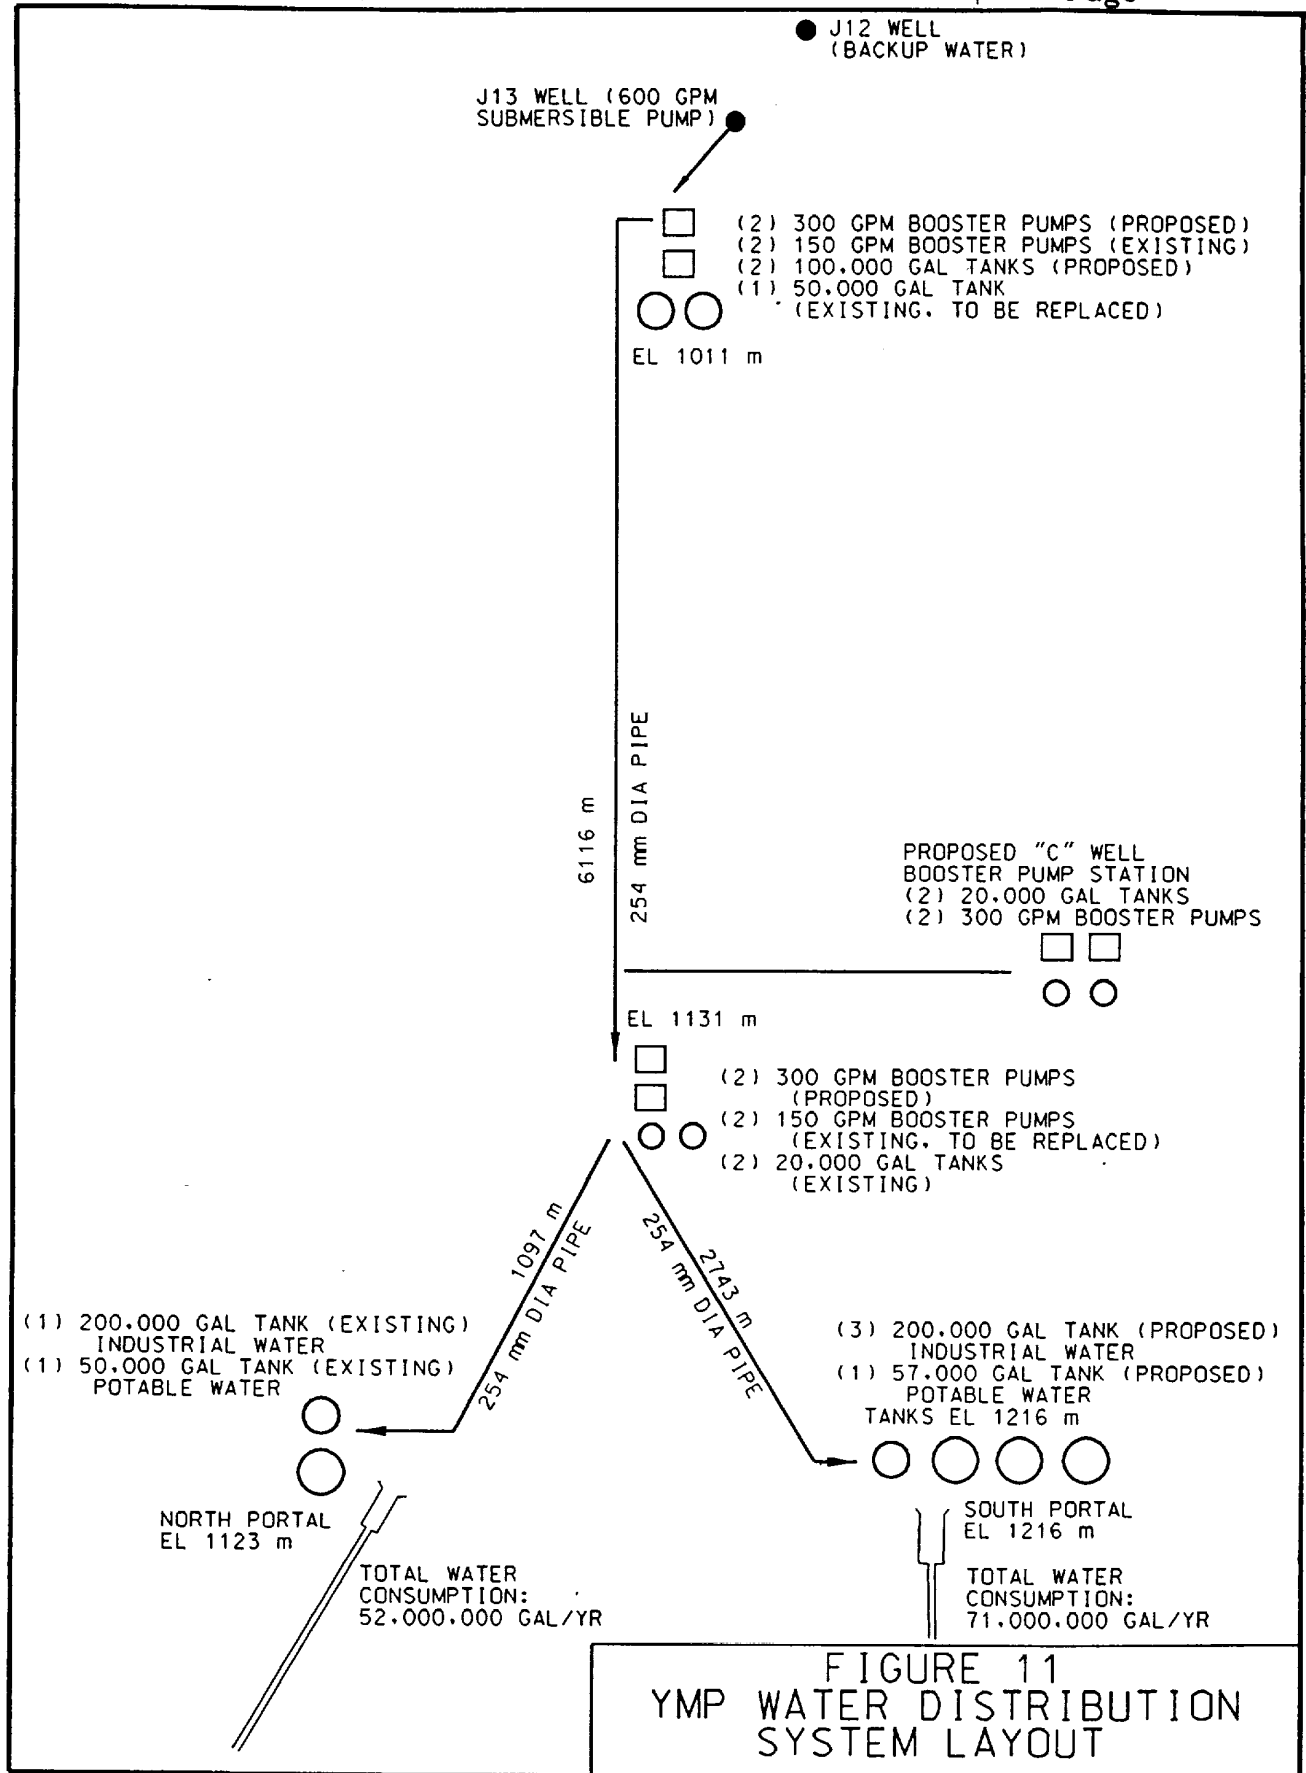 J12 WELL
(BACKUP WATER)
J13 WELL (600 GPM
SUBMERSIBLE PUMP)
(2) 300 GPM BOOSTER PUMPS (PROPOSED)
(2) 150 GPM BOOSTER PUMPS (EXISTING)
(2) 100.000 GAL TANKS (PROPOSED)
(1) 50.000 GAL TANK
(EXISTING. TO BE REPLACED)
EL 1011 m
6116 m
254 mm DIA PIPE
PROPOSED "C" WELL
BOOSTER PUMP STATION
(2) 20.000 GAL TANKS
(2) 300 GPM BOOSTER PUMPS
EL 1131 m
(2) 300 GPM BOOSTER PUMPS
(PROPOSED)
(2) 150 GPM BOOSTER PUMPS
(EXISTING. TO BE REPLACED)
(2) 20.000 GAL TANKS
(EXISTING)
1097 m
254 mm DIA PIPE
2743 m
254 mm DIA PIPE
(1) 200.000 GAL TANK (EXISTING)
INDUSTRIAL WATER
(1) 50.000 GAL TANK (EXISTING)
POTABLE WATER
(3) 200.000 GAL TANK (PROPOSED)
INDUSTRIAL WATER
(1) 57.000 GAL TANK (PROPOSED)
POTABLE WATER
TANKS EL 1216 m
NORTH PORTAL
EL 1123 m
SOUTH PORTAL
EL 1216 m
TOTAL WATER
CONSUMPTION:
52.000.000 GAL/YR
TOTAL WATER
CONSUMPTION:
71.000.000 GAL/YR
FIGURE 11
YMP WATER DISTRIBUTION
SYSTEM LAYOUT